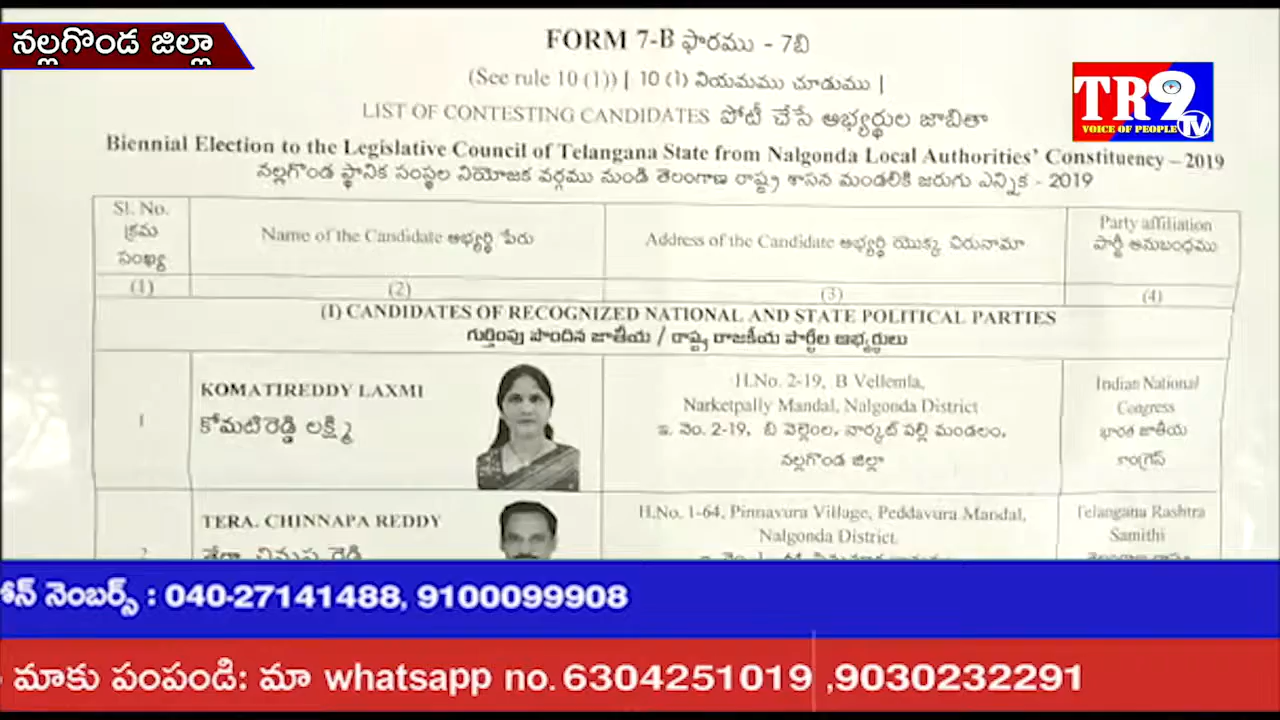 నల్లగొండ జిల్లా
TR9
VOICE OF PEOPLE TV
FORM 7-B ఫారము - 7బి
(See rule 10 (1)) | 10 (1) నియమము చూడుము |
LIST OF CONTESTING CANDIDATES పోటీ చేసే అభ్యర్థుల జాబితా
Biennial Election to the Legislative Council of Telangana State from Nalgonda Local Authorities' Constituency – 2019
నల్లగొండ స్థానిక సంస్థల నియోజక వర్గము నుండి తెలంగాణ రాష్ట్ర శాసన మండలికి జరుగు ఎన్నిక - 2019
Sl. No.
క్రమ
సంఖ్య
Name of the Candidate అభ్యర్థి పేరు
Address of the Candidate అభ్యర్థి యొక్క చిరునామా
Party affiliation
పార్టీ అనుబంధము
(1)
(2)
(3)
(4)
(I) CANDIDATES OF RECOGNIZED NATIONAL AND STATE POLITICAL PARTIES
గుర్తింపు పొందిన జాతీయ / రాష్ట్ర రాజకీయ పార్టీల అభ్యర్థులు
1
KOMATIREDDY LAXMI
కోమటిరెడ్డి లక్ష్మి
H.No. 2-19, B Vellemla,
Narketpally Mandal, Nalgonda District
ఇ. నెం. 2-19, బి వెల్లెంల, నార్కట్ పల్లి మండలం,
నల్లగొండ జిల్లా
Indian National
Congress
భారత జాతీయ
కాంగ్రెస్
2
TERA. CHINNAPA REDDY
H.No. 1-64, Pinnavura Village, Peddavura Mandal,
Nalgonda District.
Telangana Rashtra
Samithi
ఫోన్ నెంబర్స్ : 040-27141488, 9100099908
మాకు పంపండి: మా whatsapp no. 6304251019 ,9030232291